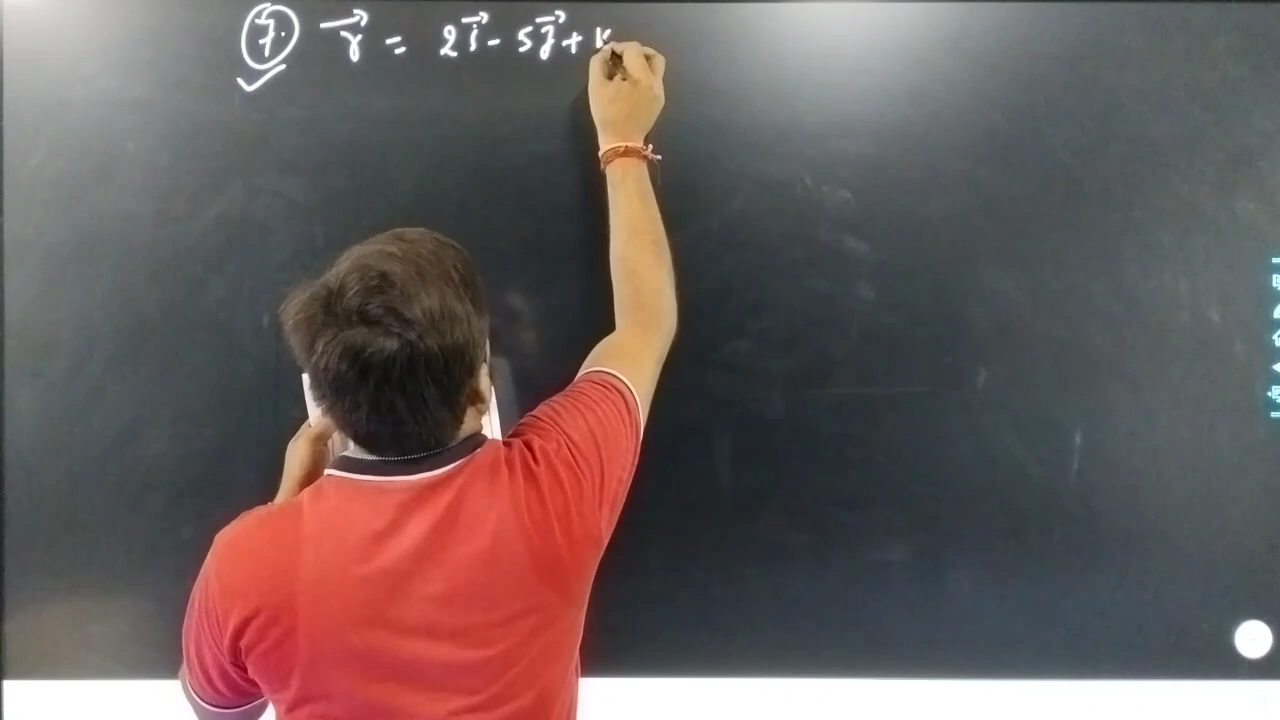 7. r⃗ = 2i⃗ - 5j⃗ + k